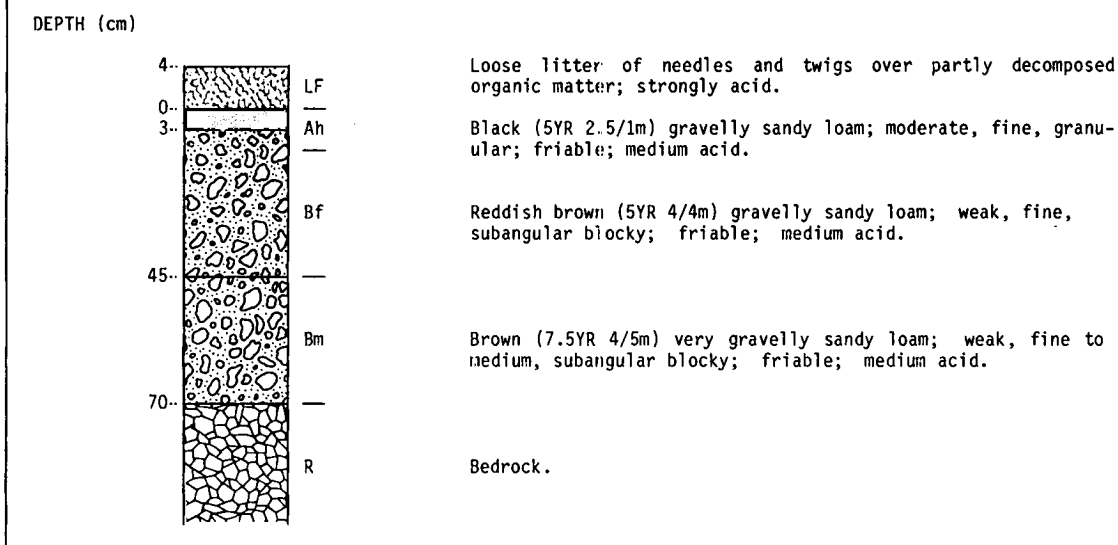 DEPTH (cm)
4
LF
Loose litter of needles and twigs over partly decomposed
organic matter; strongly acid.
0
3
Ah
Black (5YR 2.5/1m) gravelly sandy loam; moderate, fine, granu-
ular; friable; medium acid.
Bf
Reddish brown (5YR 4/4m) gravelly sandy loam; weak, fine,
subangular blocky; friable; medium acid.
45
Bm
Brown (7.5YR 4/5m) very gravelly sandy loam; weak, fine to
medium, subangular blocky; friable; medium acid.
70
R
Bedrock.